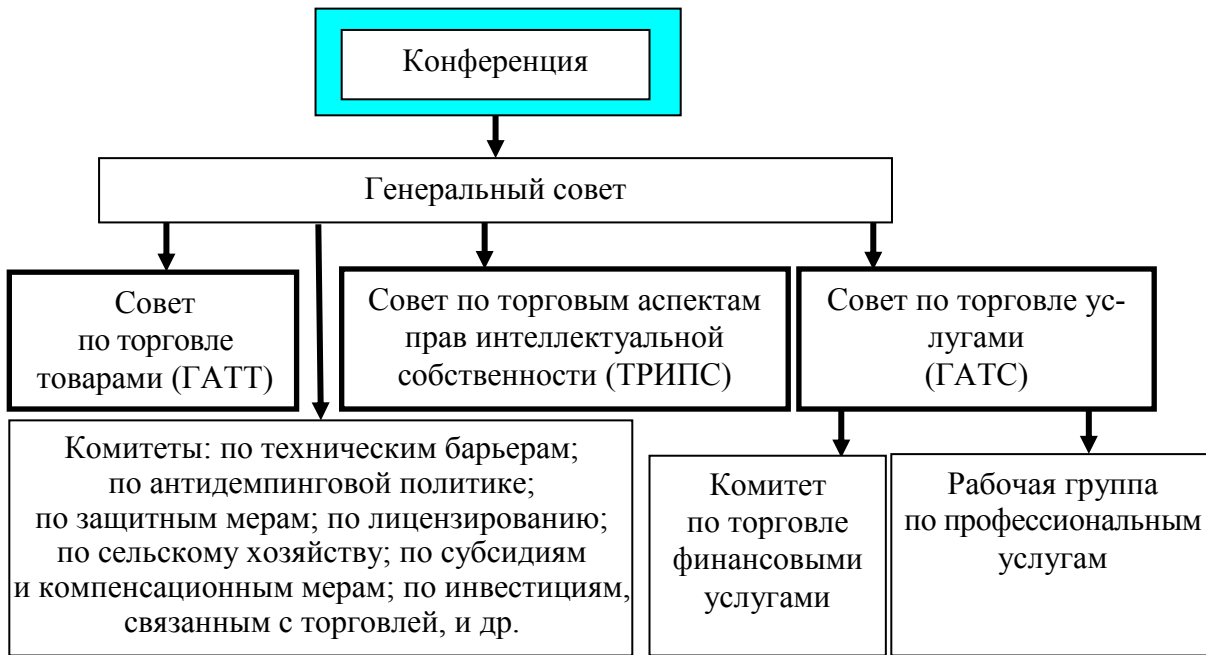 Конференция
Генеральный совет
Совет
по торговле
товарами (ГАТТ)
Совет по торговым аспектам
прав интеллектуальной
собственности (ТРИПС)
Совет по торговле ус-
лугами
(ГАТС)
Комитеты: по техническим барьерам;
по антидемпинговой политике;
по защитным мерам; по лицензированию;
по сельскому хозяйству; по субсидиям
и компенсационным мерам; по инвестициям,
связанным с торговлей, и др.
Комитет
по торговле
финансовыми
услугами
Рабочая группа
по профессиональным
услугам